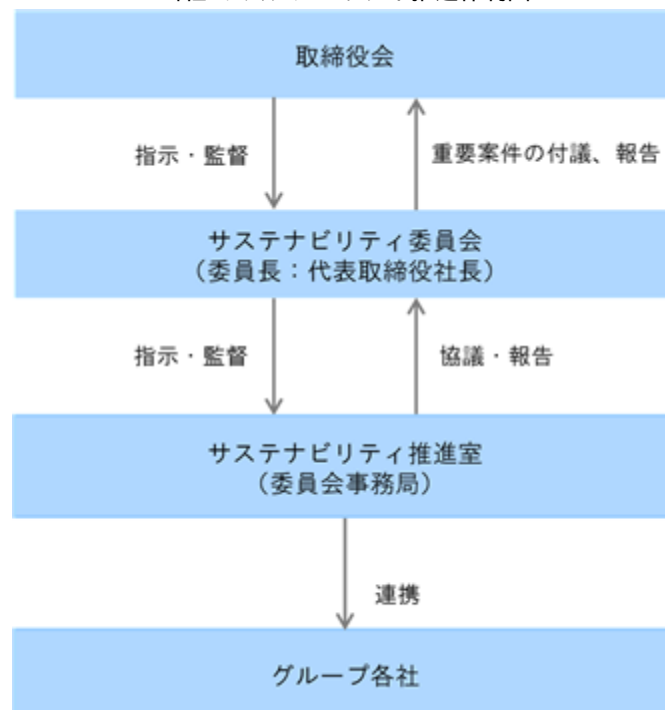 取締役会
指示・監督
重要案件の付議、報告
サステナビリティ委員会
（委員長：代表取締役社長）
指示・監督
協議・報告
サステナビリティ推進室
（委員会事務局）
連携
グループ各社